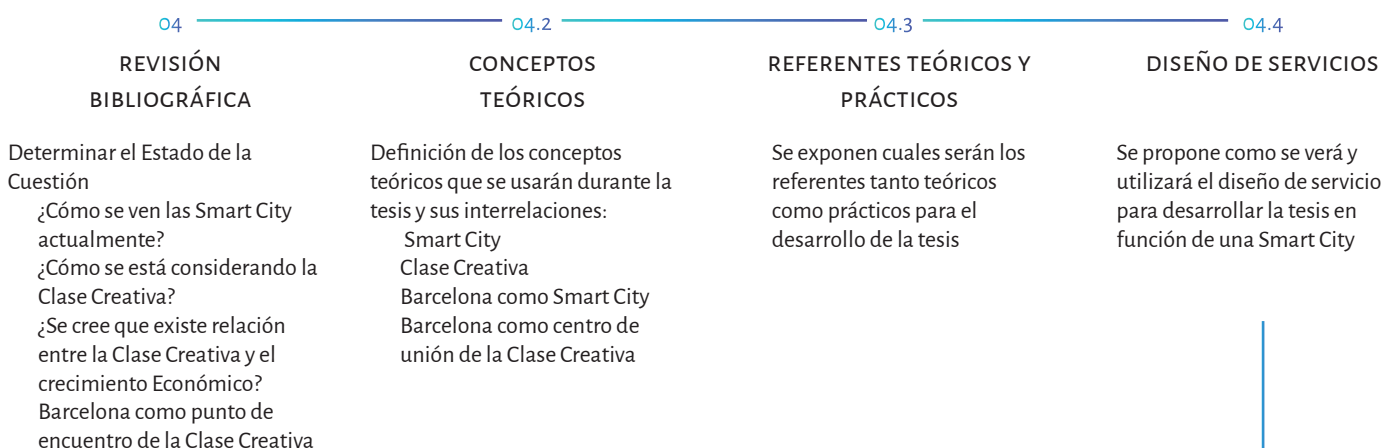 04
REVISIÓN
BIBLIOGRÁFICA
Determinar el Estado de la
Cuestión
¿Cómo se ven las Smart City
actualmente?
¿Cómo se está considerando la
Clase Creativa?
¿Se cree que existe relación
entre la Clase Creativa y el
crecimiento Económico?
Barcelona como punto de
encuentro de la Clase Creativa
04.2
CONCEPTOS
TEÓRICOS
Definición de los conceptos
teóricos que se usarán durante la
tesis y sus interrelaciones:
Smart City
Clase Creativa
Barcelona como Smart City
Barcelona como centro de
unión de la Clase Creativa
04.3
REFERENTES TEÓRICOS Y
PRÁCTICOS
Se exponen cuales serán los
referentes tanto teóricos
como prácticos para el
desarrollo de la tesis
04.4
DISEÑO DE SERVICIOS
Se propone como se verá y
utilizará el diseño de servicio
para desarrollar la tesis en
función de una Smart City